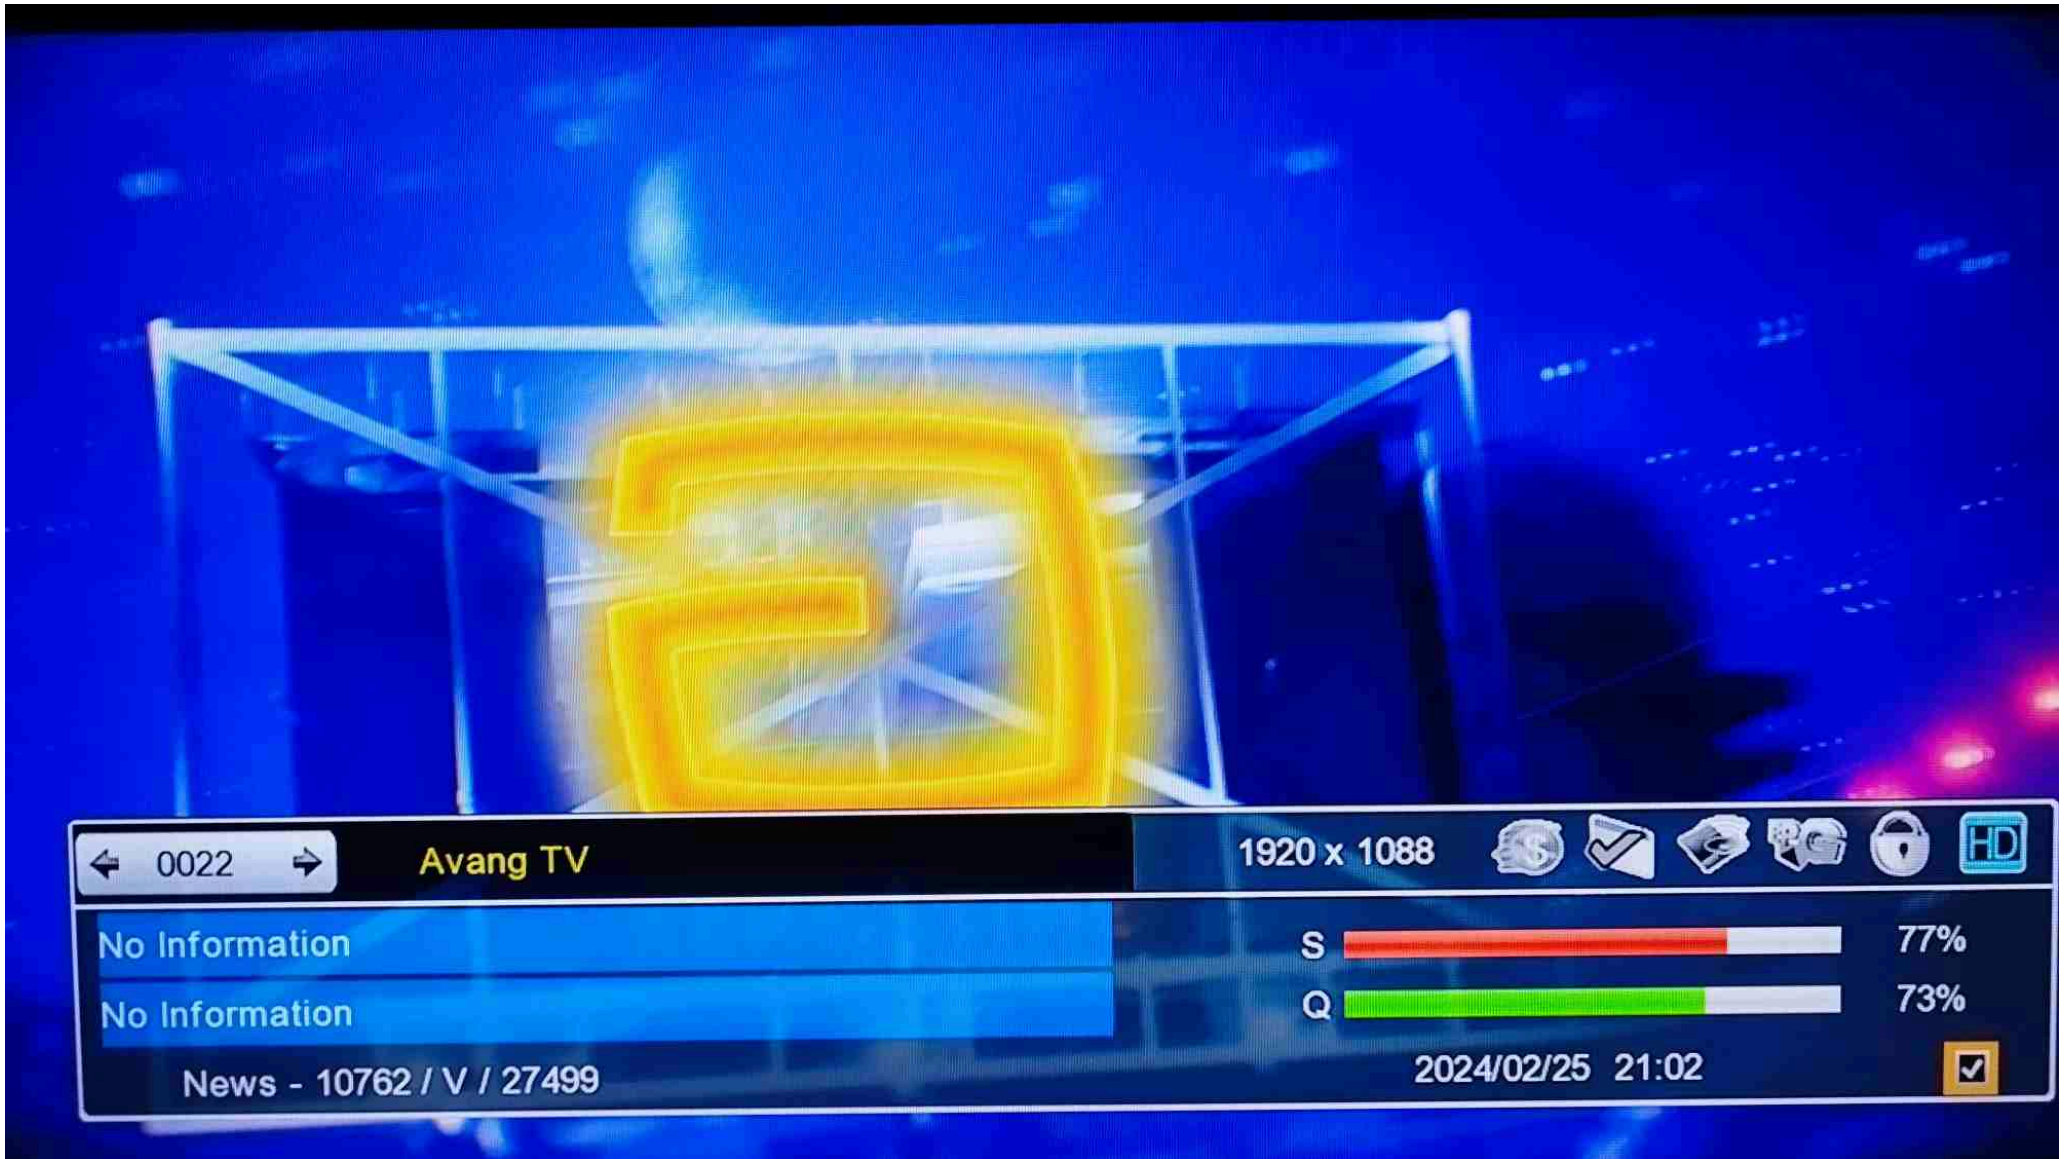 0022
Avang TV
1920 x 1088
HD
No Information
S 77%
No Information
Q 73%
News - 10762 / V / 27499
2024/02/25 21:02